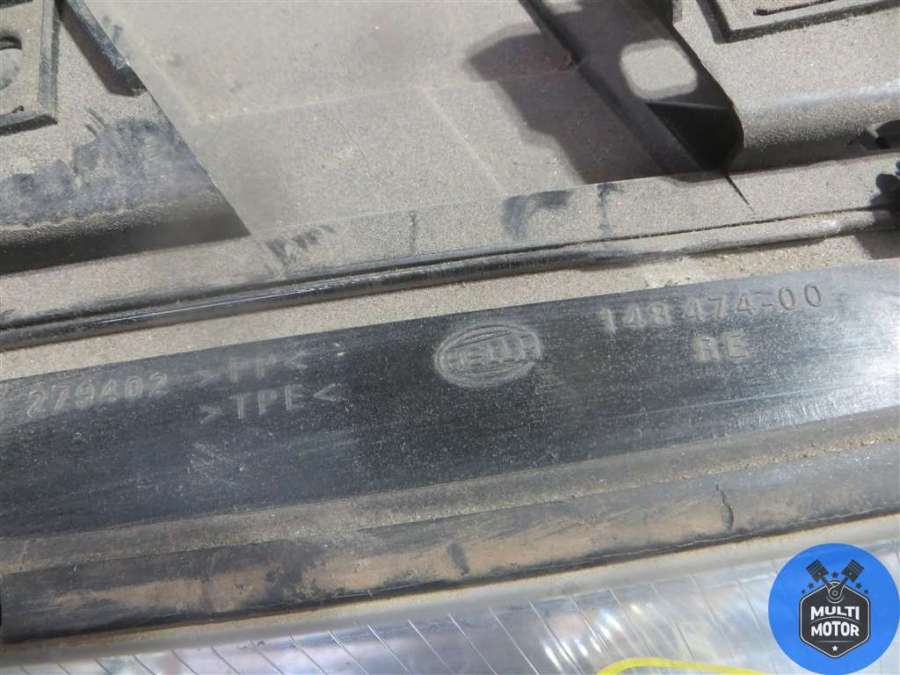 148 474-00
HELLA
RE
279402 >PP<
>TPE<
MULTI
MOTOR